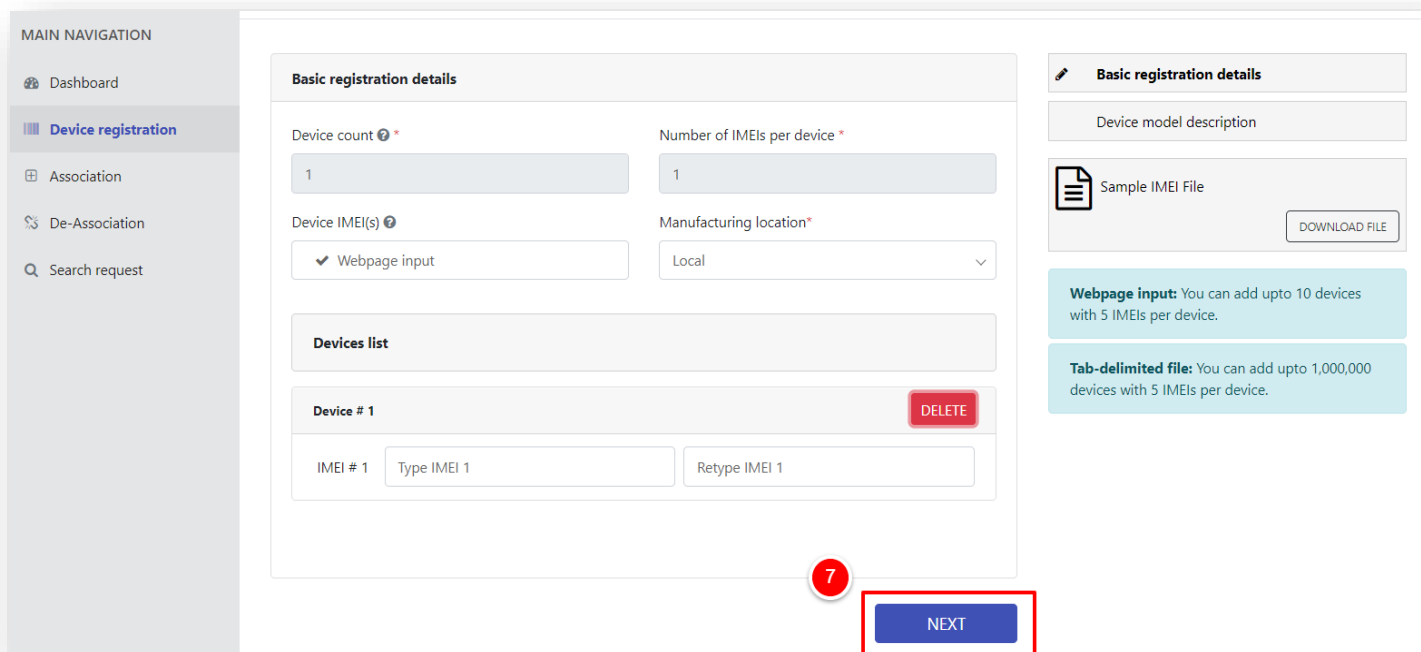 MAIN NAVIGATION
Dashboard
Device registration
Association
De-Association
Search request
Basic registration details
Device count *
Number of IMEIs per device *
1
1
Device IMEI(s)
Manufacturing location*
Webpage input
Local
Devices list
Device # 1
DELETE
IMEI # 1
Type IMEI 1
Retype IMEI 1
7
NEXT
Basic registration details
Device model description
Sample IMEI File
DOWNLOAD FILE
Webpage input: You can add upto 10 devices
with 5 IMEIs per device.
Tab-delimited file: You can add upto 1,000,000
devices with 5 IMEIs per device.